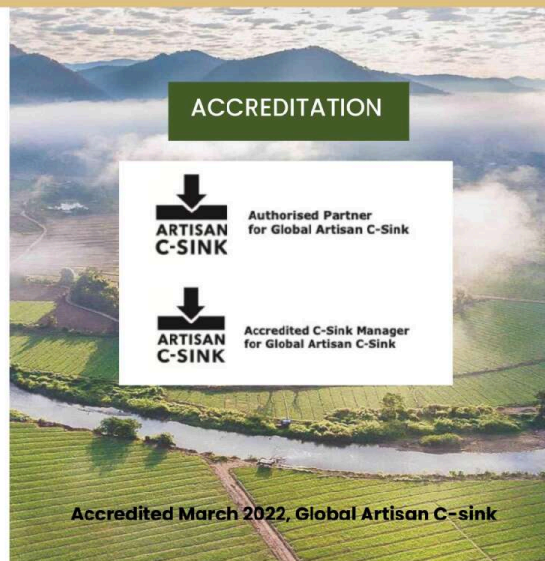 ACCREDITATION
ARTISAN
C-SINK
Authorised Partner
for Global Artisan C-Sink
ARTISAN
C-SINK
Accredited C-Sink Manager
for Global Artisan C-Sink
Accredited March 2022, Global Artisan C-sink